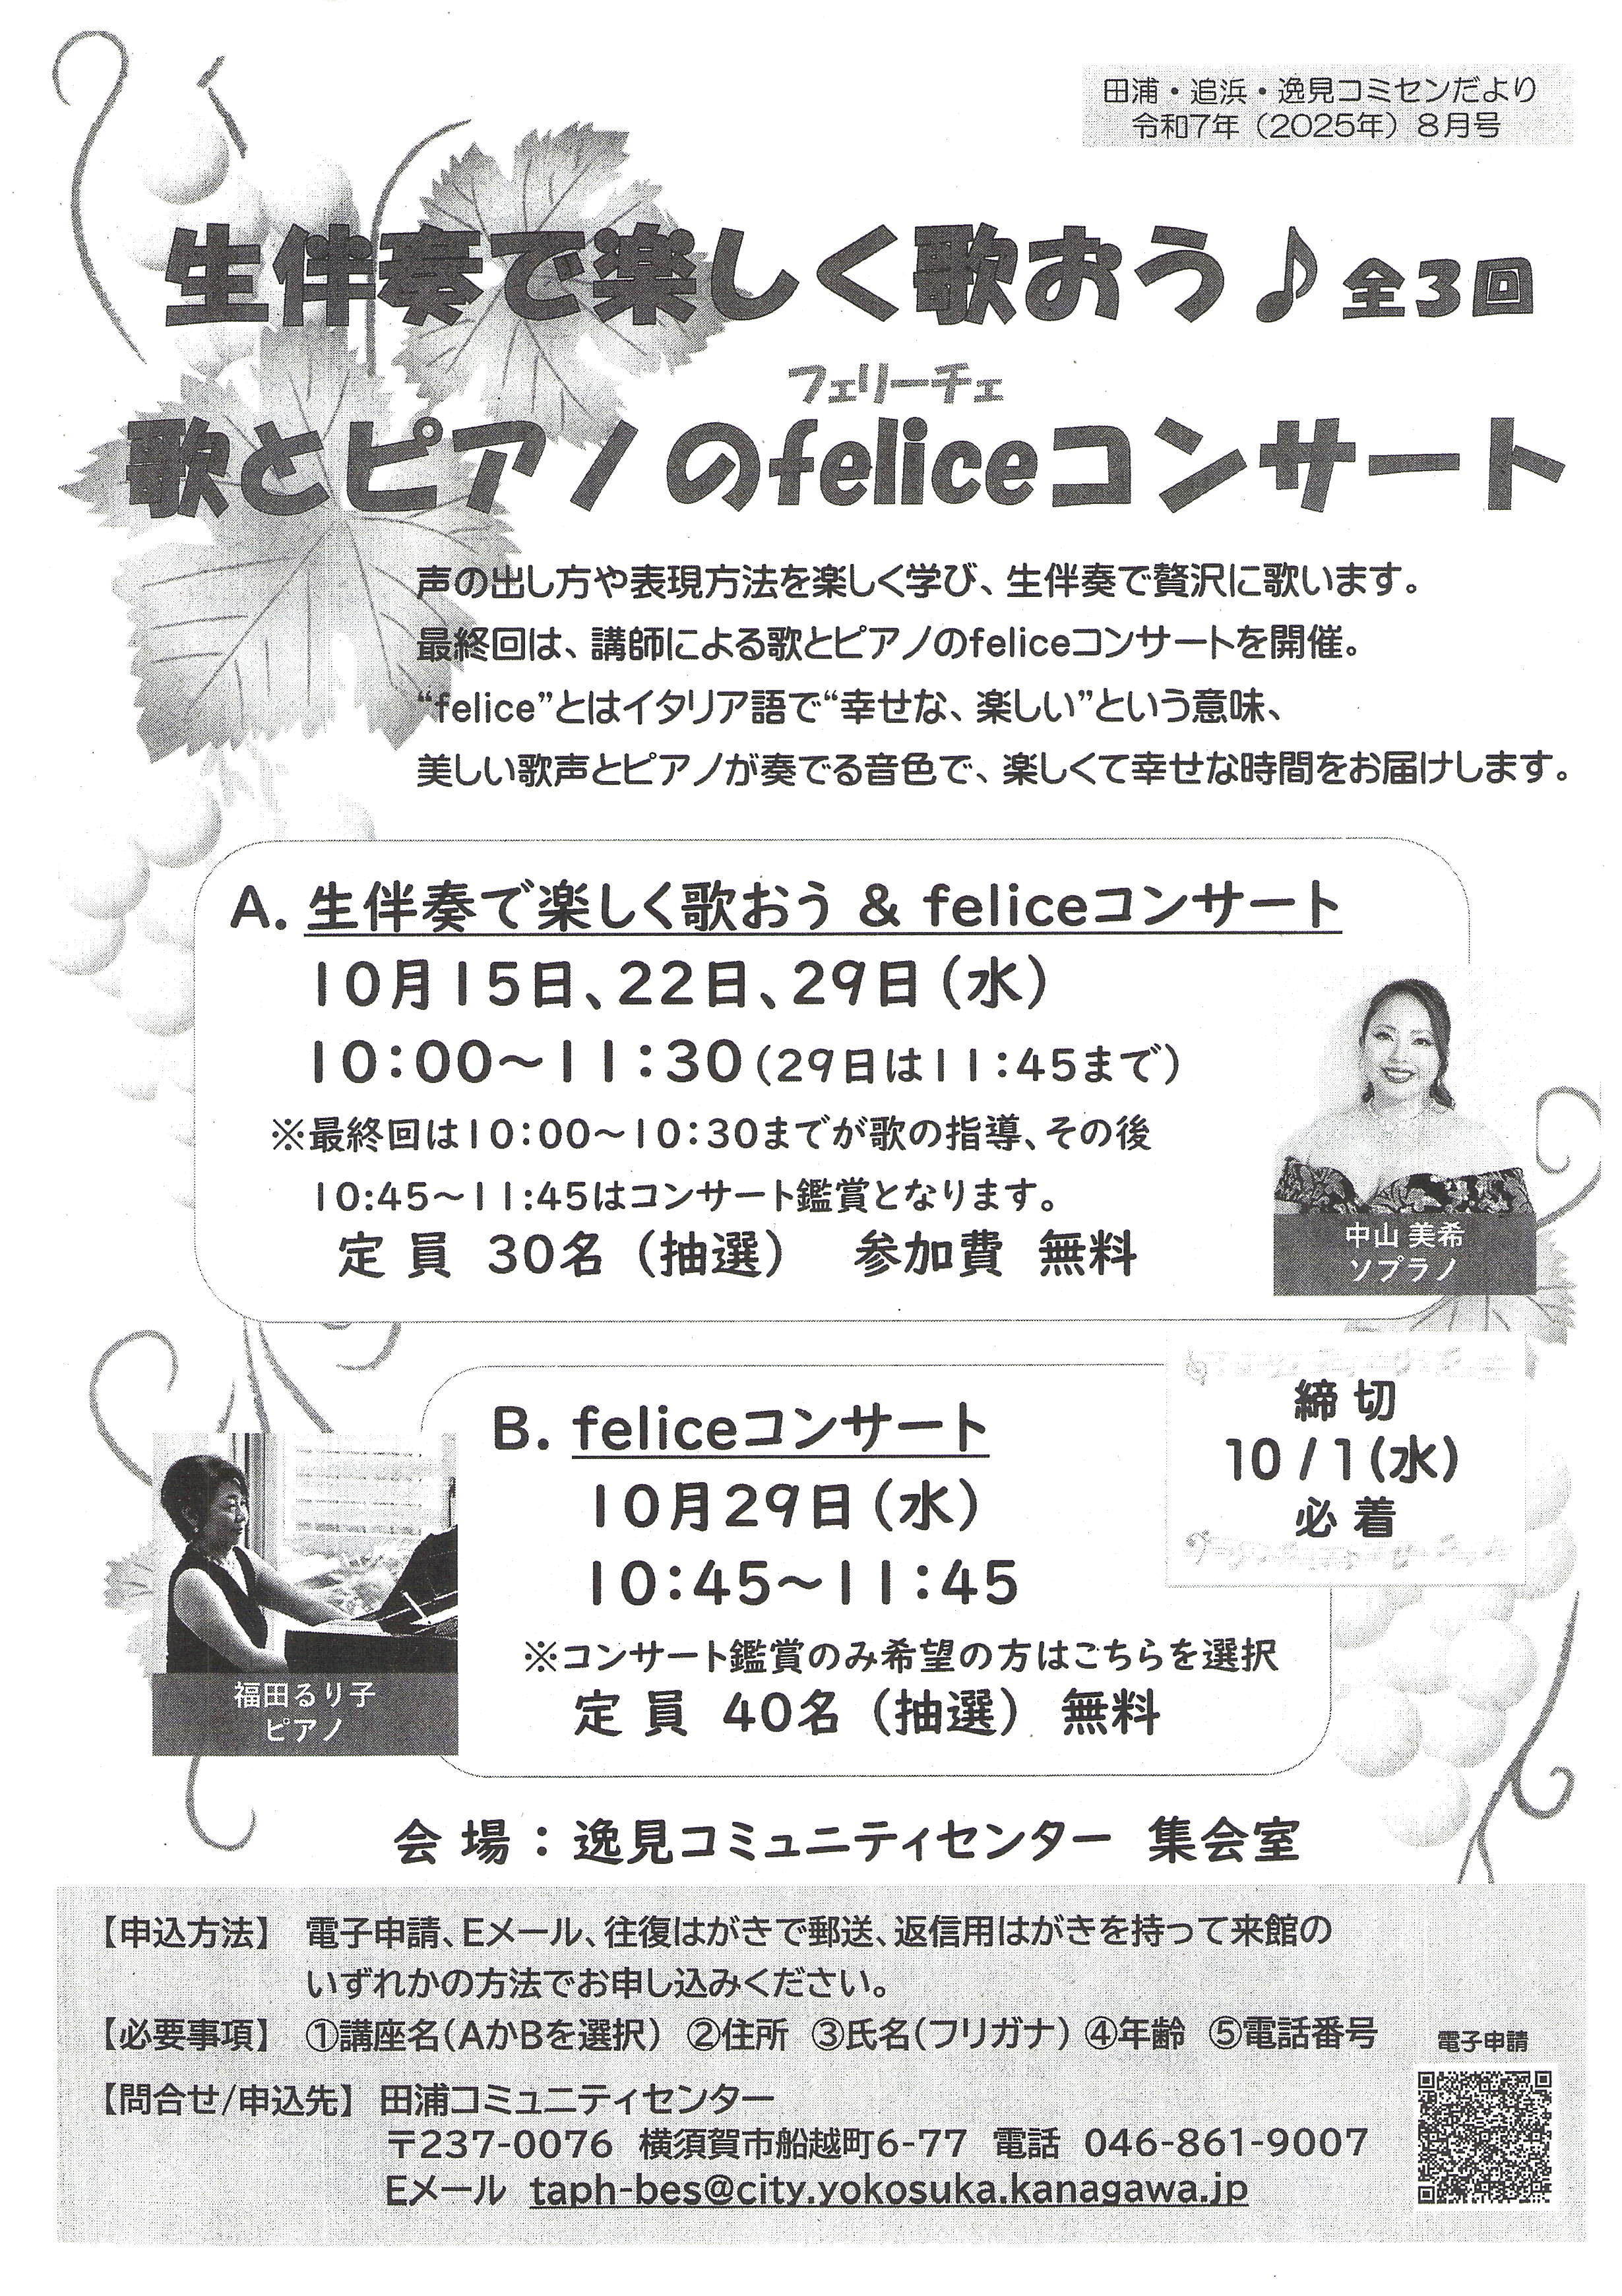 田浦・追浜・逸見コミセンだより
令和7年（2025年）８月号
生伴奏で楽しく歌おう♪全３回
フェリーチェ
歌とピアノのfeliceコンサート
声の出し方や表現方法を楽しく学び、生伴奏で贅沢に歌います。
最終回は、講師による歌とピアノのfeliceコンサートを開催。
“felice”とはイタリア語で“幸せな、楽しい”という意味、
美しい歌声とピアノが奏でる音色で、楽しくて幸せな時間をお届けします。
A. 生伴奏で楽しく歌おう & feliceコンサート
10月15日、22日、29日（水）
10：00～11：30（29日は11：45まで）
※最終回は10：00～10：30までが歌の指導、その後
10:45～11:45はコンサート鑑賞となります。
定 員 30名（抽選） 参加費 無料
中山 美希
ソプラノ
B. feliceコンサート
10月29日（水）
10：45～11：45
※コンサート鑑賞のみ希望の方はこちらを選択
定 員 40名（抽選） 無料
締 切
10 / 1(水)
必 着
福田るり子
ピアノ
会 場 ： 逸見コミュニティセンター 集会室
【申込方法】 電子申請、Eメール、往復はがきで郵送、返信用はがきを持って来館の
いずれかの方法でお申し込みください。
【必要事項】 ①講座名（AかBを選択） ②住所 ③氏名（フリガナ） ④年齢 ⑤電話番号
電子申請
【問合せ/申込先】 田浦コミュニティセンター
〒237-0076 横須賀市船越町6-77 電話 046-861-9007
Eメール taph-bes@city.yokosuka.kanagawa.jp